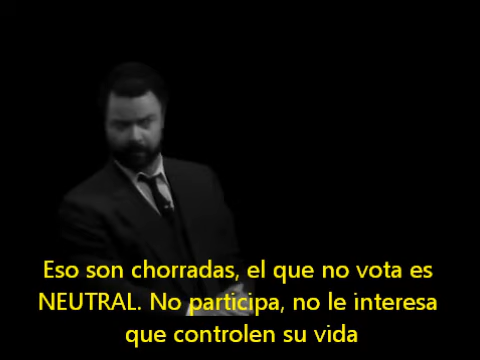 Eso son chorradas, el que no vota es
NEUTRAL. No participa, no le interesa
que controlen su vida